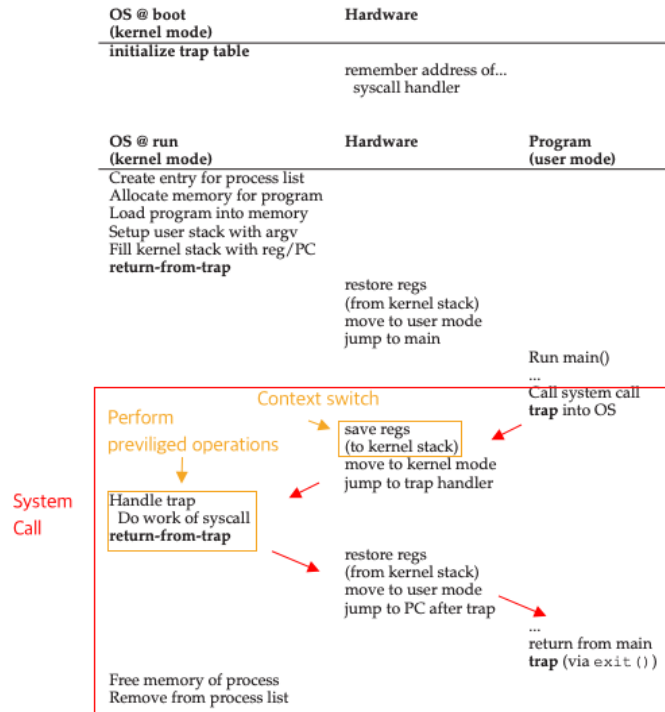 OS @ boot Hardware
(kernel mode)
initialize trap table
remember address of...
syscall handler
OS @ run Hardware Program
(kernel mode) (user mode)
Create entry for process list
Allocate memory for program
Load program into memory
Setup user stack with argv
Fill kernel stack with reg/PC
return-from-trap
restore regs
(from kernel stack)
move to user mode
jump to main
Run main()
...
Call system call
trap into OS
Context switch
Perform
previliged operations
save regs
(to kernel stack)
move to kernel mode
jump to trap handler
System
Call
Handle trap
Do work of syscall
return-from-trap
restore regs
(from kernel stack)
move to user mode
jump to PC after trap
...
return from main
trap (via exit())
Free memory of process
Remove from process list